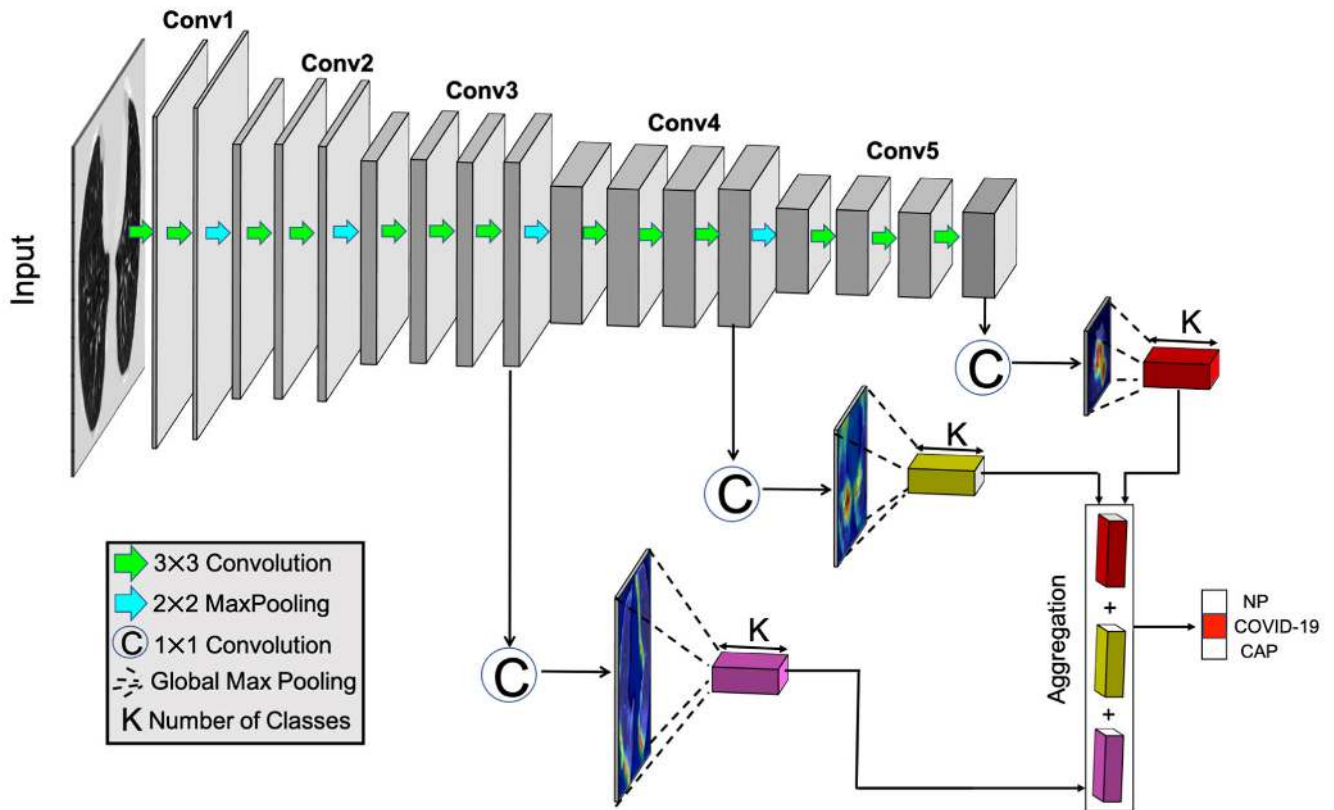 Conv1
Conv2
Conv3
Conv4
Conv5
Input
C
K
C
K
C
K
Aggregation
+
+
NP
COVID-19
CAP
3×3 Convolution
2×2 MaxPooling
C 1×1 Convolution
Global Max Pooling
K Number of Classes